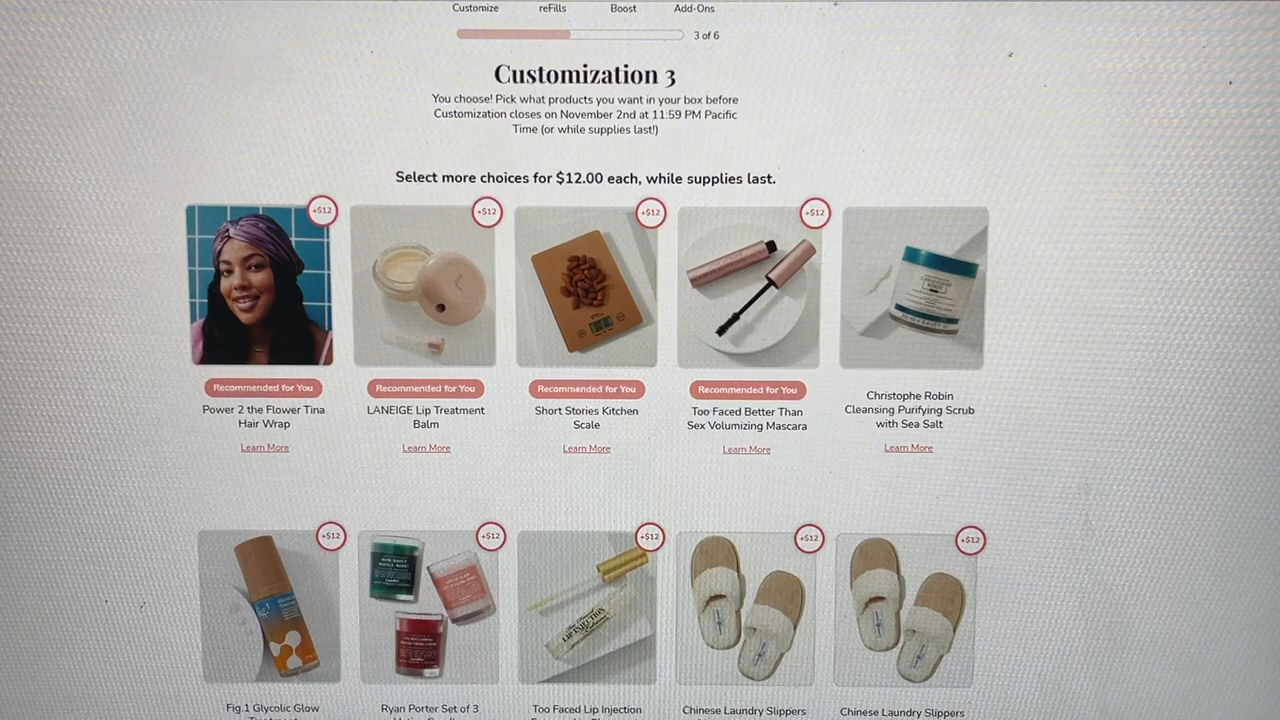 Customize reFills Boost Add-Ons
3 of 6
Customization 3
You choose! Pick what products you want in your box before
Customization closes on November 2nd at 11:59 PM Pacific
Time (or while supplies last!)
Select more choices for $12.00 each, while supplies last.
+$12 +$12 +$12 +$12
Recommended for You Recommended for You Recommended for You Recommended for You
Power 2 the Flower Tina
Hair Wrap
LANEIGE Lip Treatment
Balm
Short Stories Kitchen
Scale
Too Faced Better Than
Sex Volumizing Mascara
Christophe Robin
Cleansing Purifying Scrub
with Sea Salt
Learn More Learn More Learn More Learn More Learn More
+$12 +$12 +$12 +$12 +$12
LIP INJECTION
Fig.1 Glycolic Glow
Ryan Porter Set of 3
Too Faced Lip Injection
Chinese Laundry Slippers
Chinese Laundry Slippers